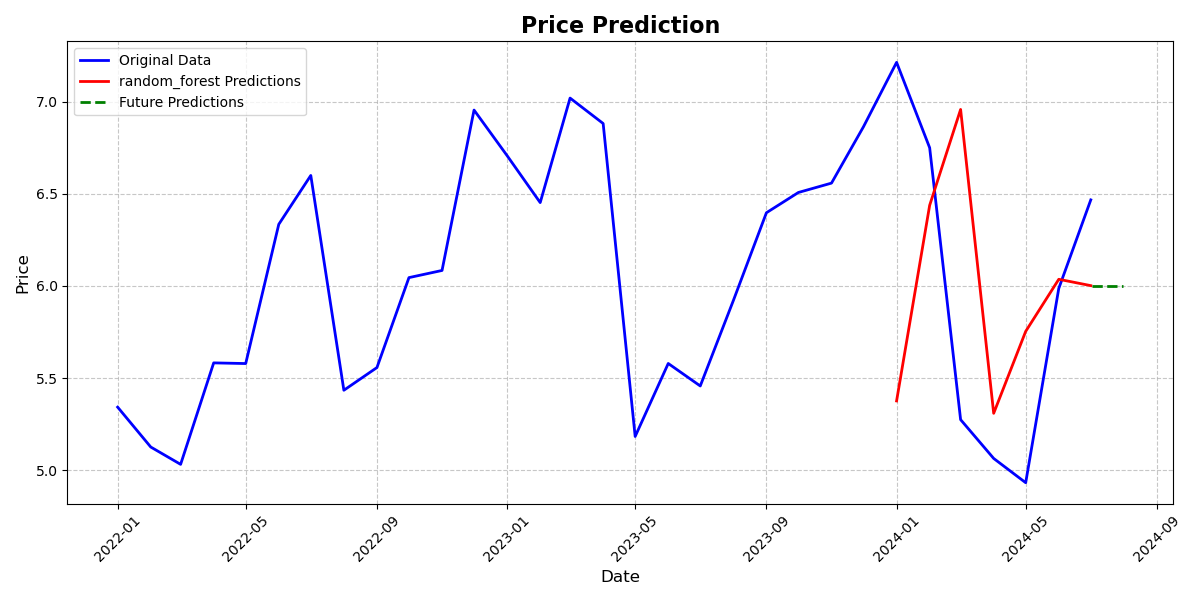 Price Prediction
Original Data
random_forest Predictions
Future Predictions
Price
7.0
6.5
6.0
5.5
5.0
2022-01
2022-05
2022-09
2023-01
2023-05
2023-09
2024-01
2024-05
2024-09
Date